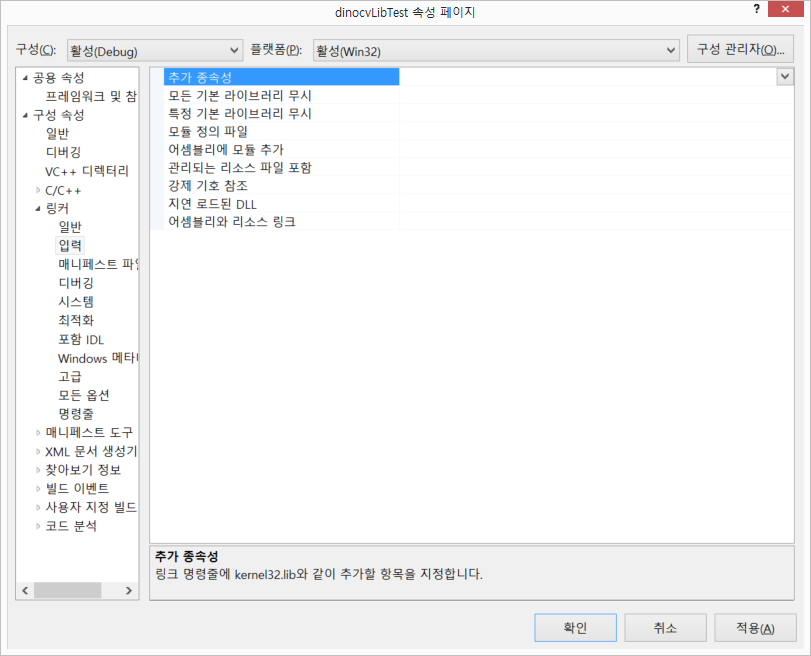 dinocvLibTest 속성 페이지
?
구성(C):
활성(Debug)
플랫폼(P):
활성(Win32)
구성 관리자(O)...
공용 속성
프레임워크 및 참
구성 속성
일반
디버깅
VC++ 디렉터리
C/C++
링커
일반
입력
매니페스트 파일
디버깅
시스템
최적화
포함 IDL
Windows 메타데
고급
모든 옵션
명령줄
매니페스트 도구
XML 문서 생성기
찾아보기 정보
빌드 이벤트
사용자 지정 빌드
코드 분석
추가 종속성
모든 기본 라이브러리 무시
특정 기본 라이브러리 무시
모듈 정의 파일
어셈블리에 모듈 추가
관리되는 리소스 파일 포함
강제 기호 참조
지연 로드된 DLL
어셈블리와 리소스 링크
추가 종속성
링크 명령줄에 kernel32.lib와 같이 추가할 항목을 지정합니다.
확인
취소
적용(A)